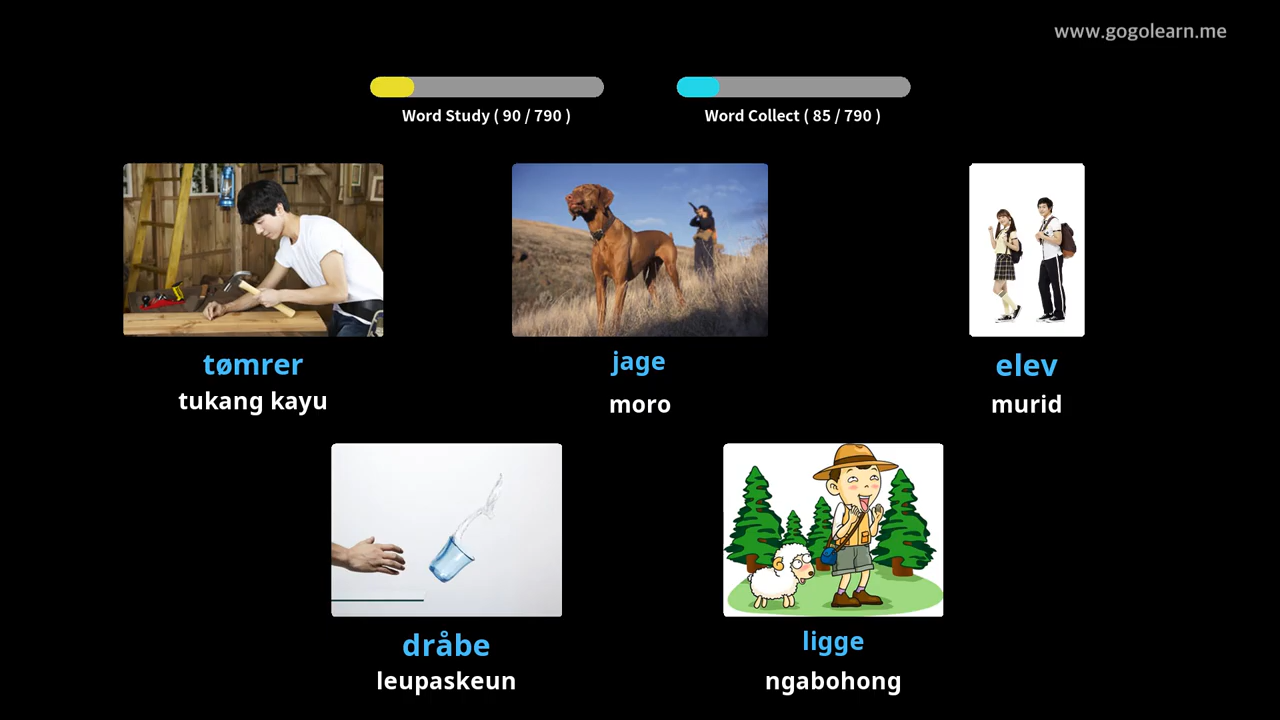 www.gogolearn.me
Word Study ( 90 / 790 )
Word Collect ( 85 / 790 )
tømrer
tukang kayu
jage
moro
elev
murid
dråbe
leupaskeun
ligge
ngabohong